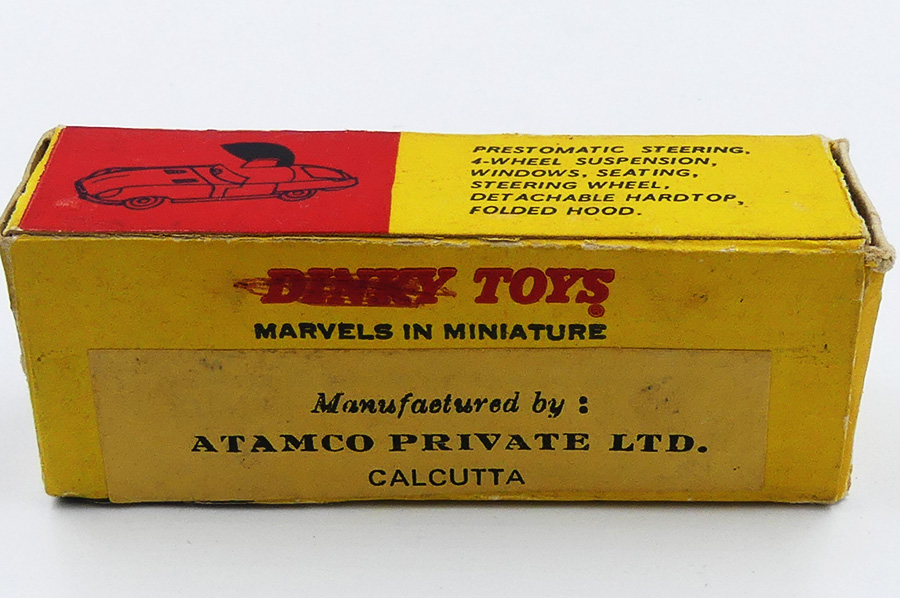 PRESTOMATIC STEERING,
4-WHEEL SUSPENSION,
WINDOWS, SEATING,
STEERING WHEEL,
DETACHABLE HARDTOP,
FOLDED HOOD.
DINKY TOYS
MARVELS IN MINIATURE
Manufactured by :
ATAMCO PRIVATE LTD.
CALCUTTA